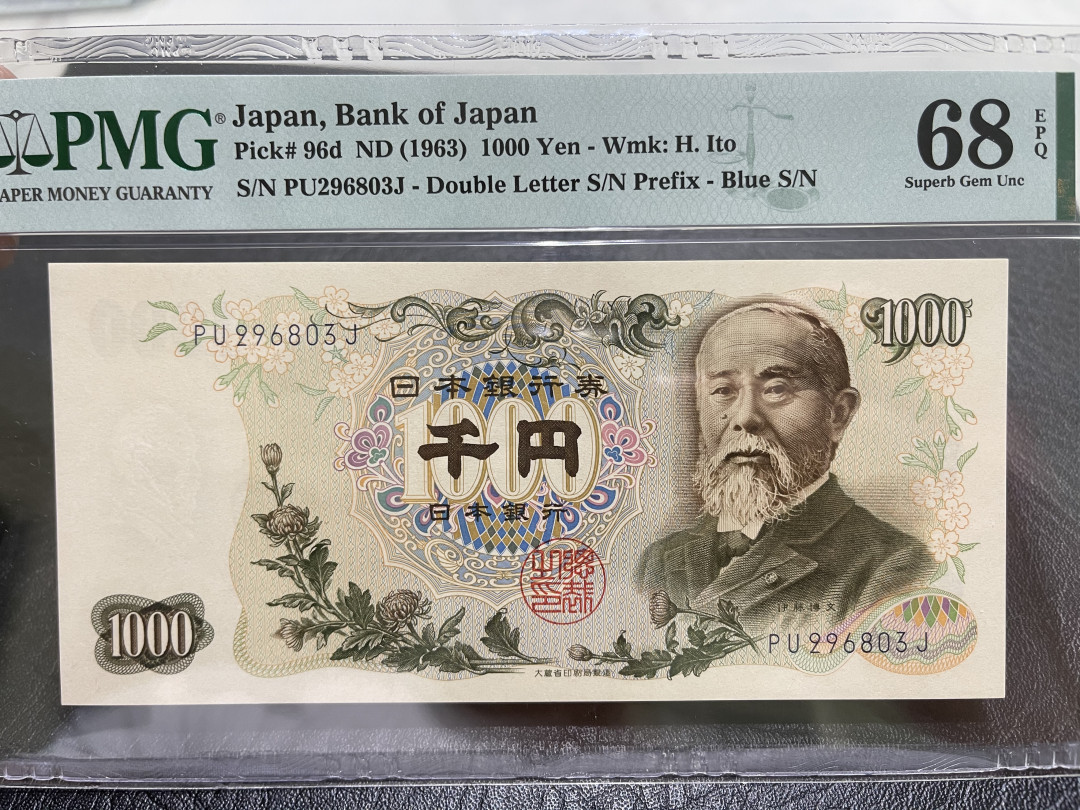 PMG®
PAPER MONEY GUARANTY
Japan, Bank of Japan
Pick# 96d ND (1963) 1000 Yen - Wmk: H. Ito
S/N PU296803J - Double Letter S/N Prefix - Blue S/N
68
EPQ
Superb Gem Unc
PU296803J
1000
日本銀行券
1000
千円
日本銀行
伊藤博文
1000
PU296803J
大蔵省印刷局製造